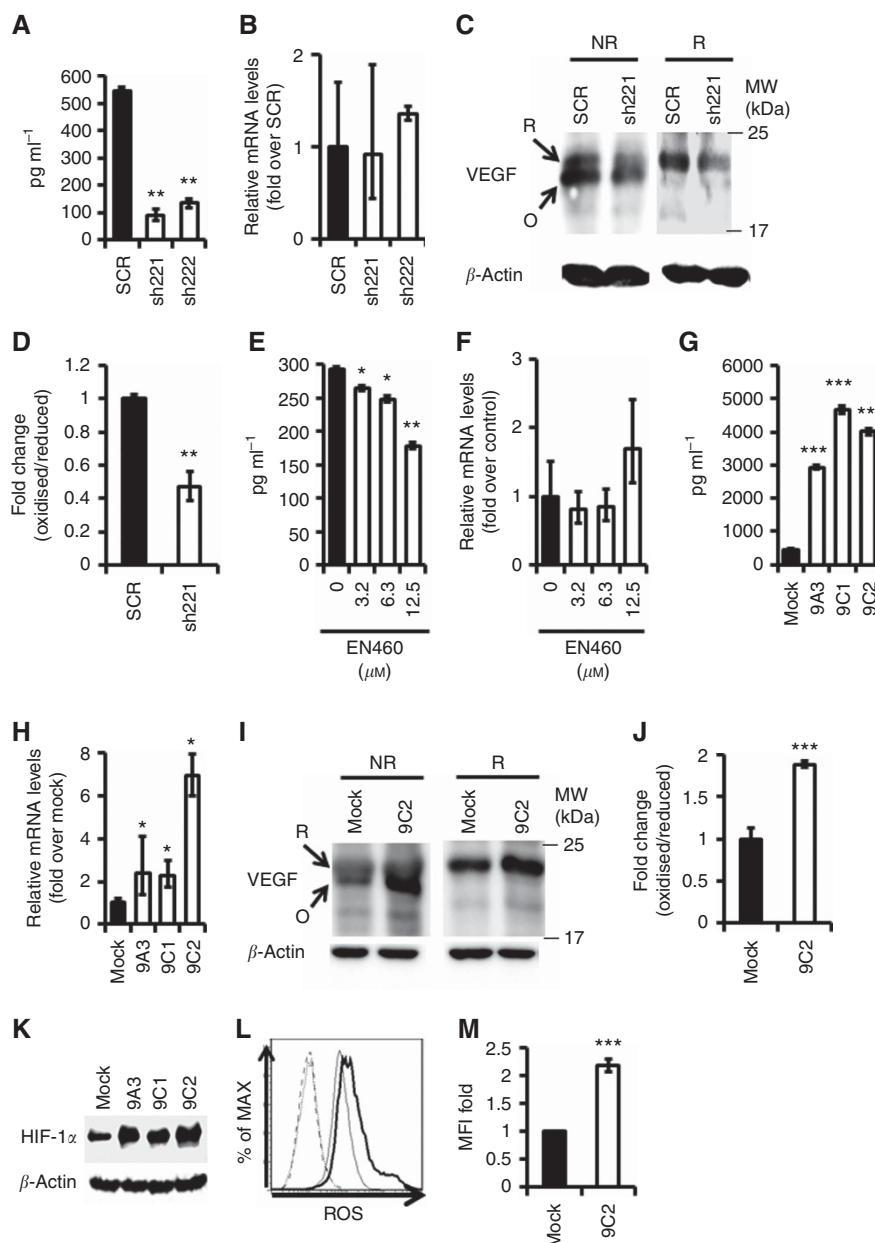 A
pg ml–1
600
500
400
300
200
100
0
**
**
SCR
sh221
sh222
B
Relative mRNA levels
(fold over SCR)
2
1
0
SCR
sh221
sh222
C
NR
R
SCR
sh221
SCR
sh221
MW
(kDa)
R
VEGF
O
25
17
β-Actin
D
Fold change
(oxidised/reduced)
1.2
1
0.8
0.6
0.4
0.2
0
**
SCR
sh221
E
pg ml–1
300
250
200
150
100
50
0
*
*
**
0
3.2
6.3
12.5
EN460
(μM)
F
Relative mRNA levels
(fold over control)
3
2
1
0
0
3.2
6.3
12.5
EN460
(μM)
G
pg ml–1
6000
5000
4000
3000
2000
1000
0
***
***
**
Mock
9A3
9C1
9C2
H
Relative mRNA levels
(fold over mock)
8
6
4
2
0
*
*
*
Mock
9A3
9C1
9C2
I
NR
R
Mock
9C2
Mock
9C2
MW
(kDa)
R
VEGF
O
25
17
β-Actin
J
Fold change
(oxidised/reduced)
2
1.5
1
0.5
0
***
Mock
9C2
K
Mock
9A3
9C1
9C2
HIF-1α
β-Actin
L
% of MAX
ROS
M
MFI fold
2.5
2
1.5
1
0.5
0
***
Mock
9C2